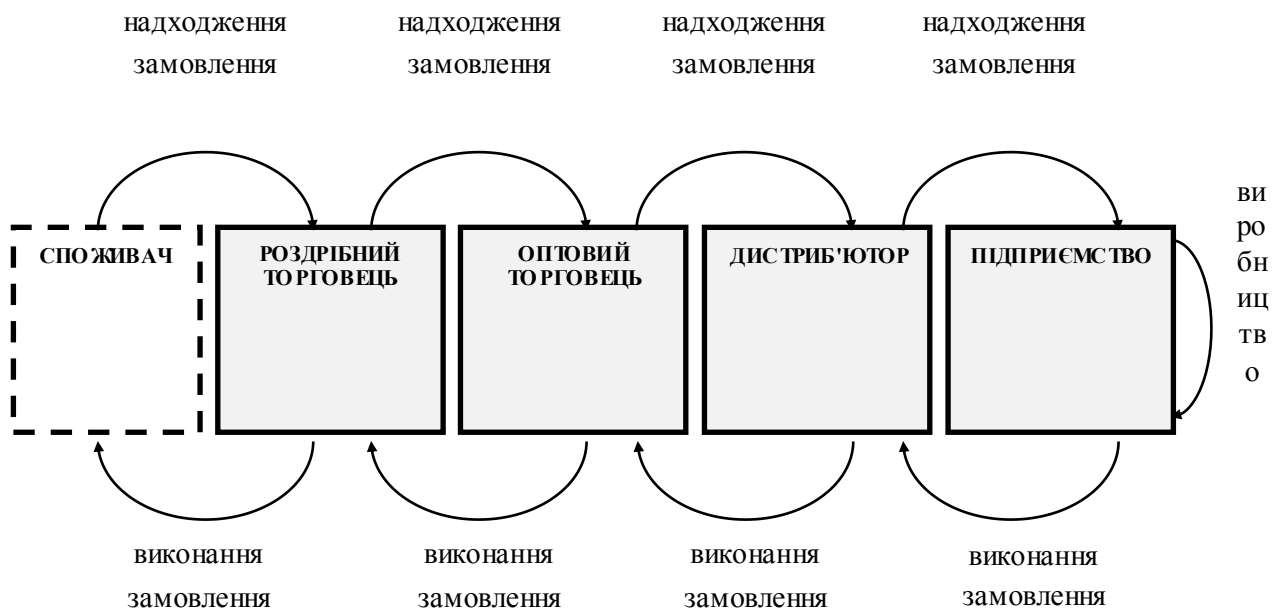 надходження
замовлення
надходження
замовлення
надходження
замовлення
надходження
замовлення
СПОЖИВАЧ
РОЗДРІБНИЙ
ТОРГОВЕЦЬ
ОПТОВИЙ
ТОРГОВЕЦЬ
ДИСТРИБ'ЮТОР
ПІДПРИЄМСТВО
ви
ро
бн
иц
тв
о
виконання
замовлення
виконання
замовлення
виконання
замовлення
виконання
замовлення